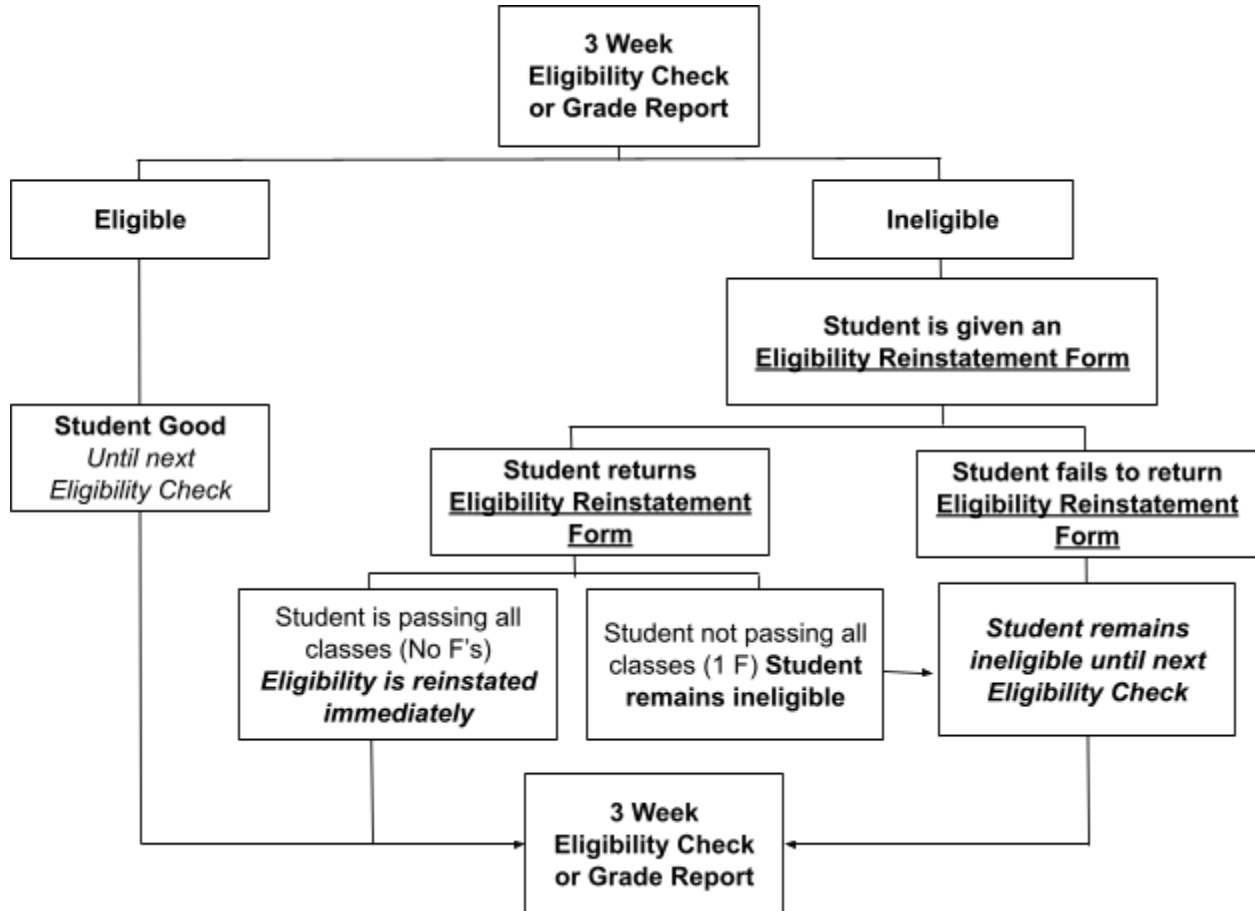 3 Week
Eligibility Check
or Grade Report
Eligible
Ineligible
Student is given an
Eligibility Reinstatement Form
Student Good
Until next
Eligibility Check
Student returns
Eligibility Reinstatement
Form
Student fails to return
Eligibility Reinstatement
Form
Student is passing all
classes (No F's)
Eligibility is reinstated
immediately
Student not passing all
classes (1 F) Student
remains ineligible
Student remains
ineligible until next
Eligibility Check
3 Week
Eligibility Check
or Grade Report